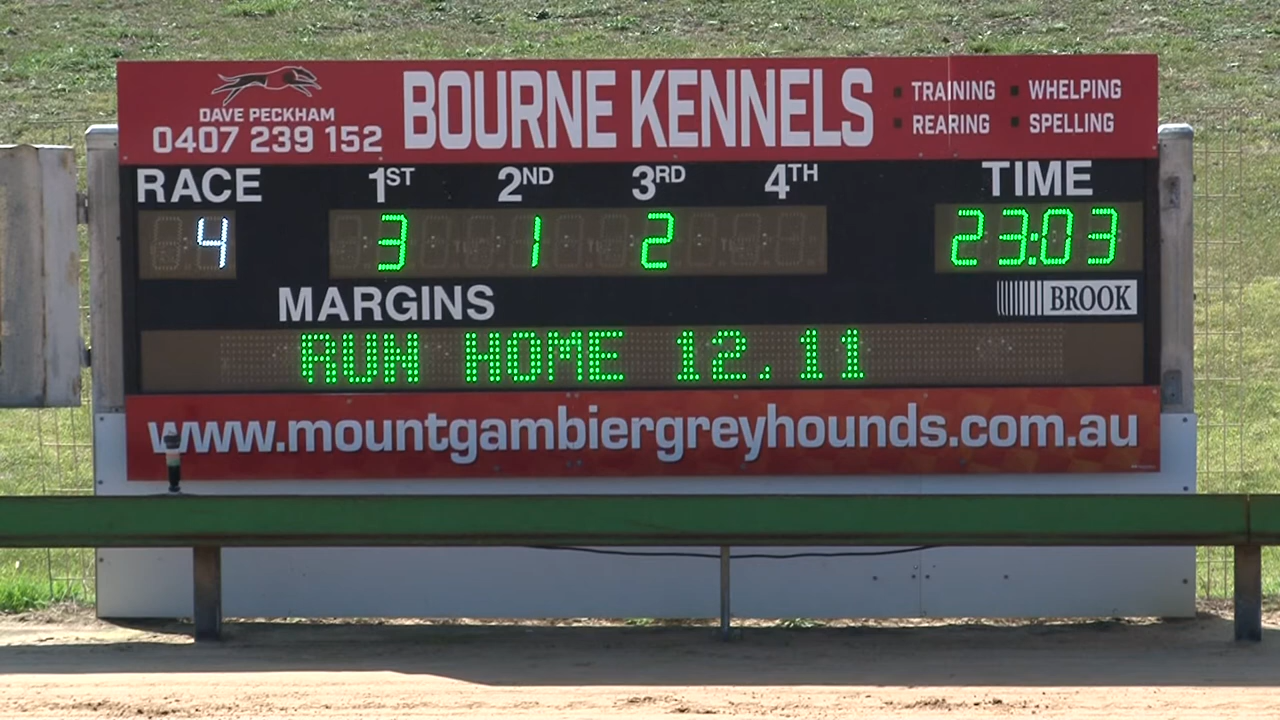 DAVE PECKHAM
0407 239 152
BOURNE KENNELS
TRAINING WHELPING
REARING SPELLING
RACE 1ST 2ND 3RD 4TH TIME
4 3 1 2 23:03
MARGINS
BROOK
RUN HOME 12.11
www.mountgambiergreyhounds.com.au